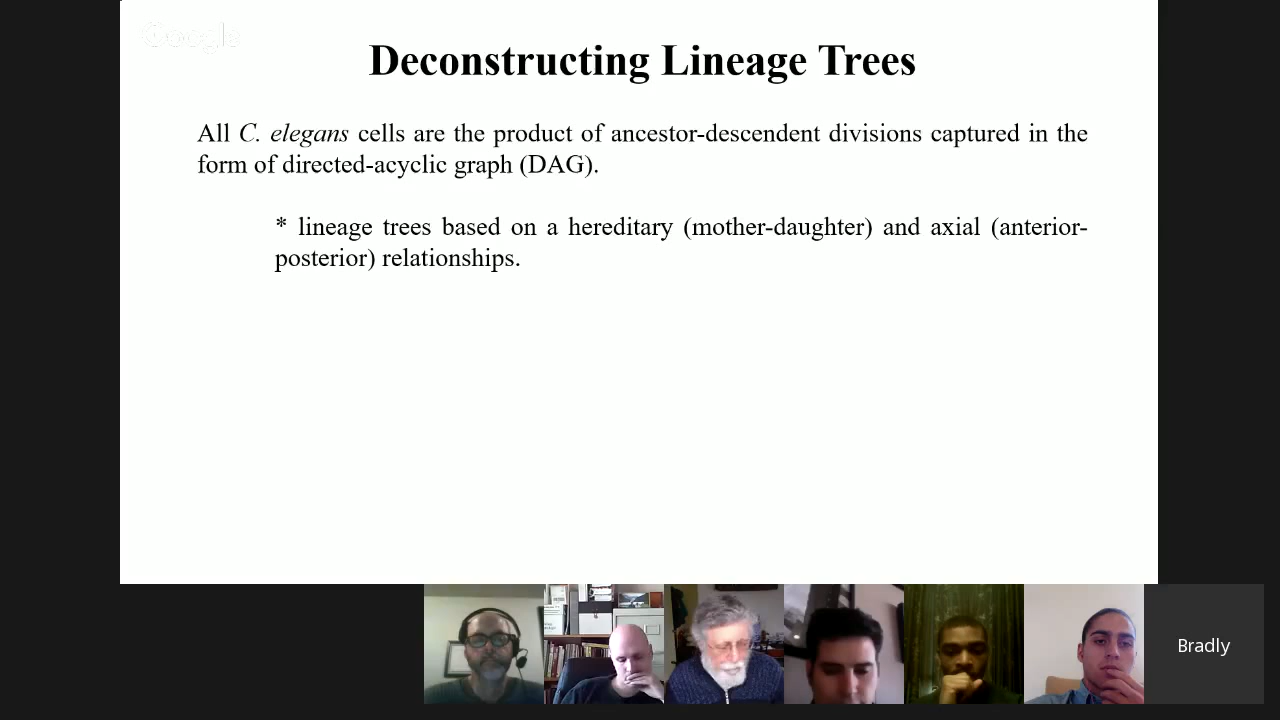 Google
Deconstructing Lineage Trees
All C. elegans cells are the product of ancestor-descendent divisions captured in the
form of directed-acyclic graph (DAG).
* lineage trees based on a hereditary (mother-daughter) and axial (anterior-
posterior) relationships.
Bradly